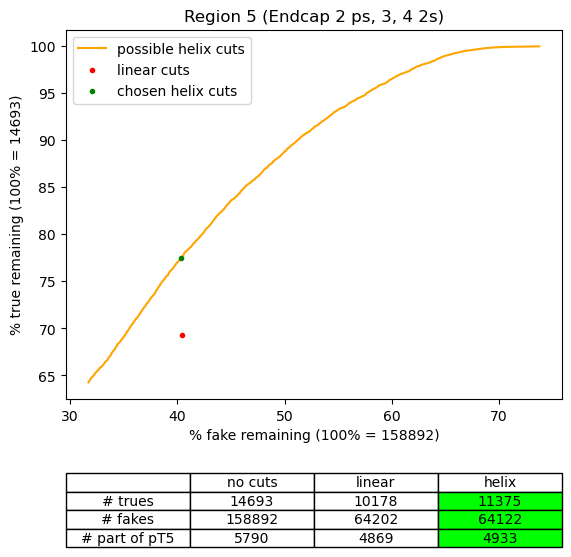 Region 5 (Endcap 2 ps, 3, 4 2s)
possible helix cuts
linear cuts
chosen helix cuts
% true remaining (100% = 14693)
100
95
90
85
80
75
70
65
30 40 50 60 70
% fake remaining (100% = 158892)
no cuts linear helix
# trues 14693 10178 11375
# fakes 158892 64202 64122
# part of pT5 5790 4869 4933